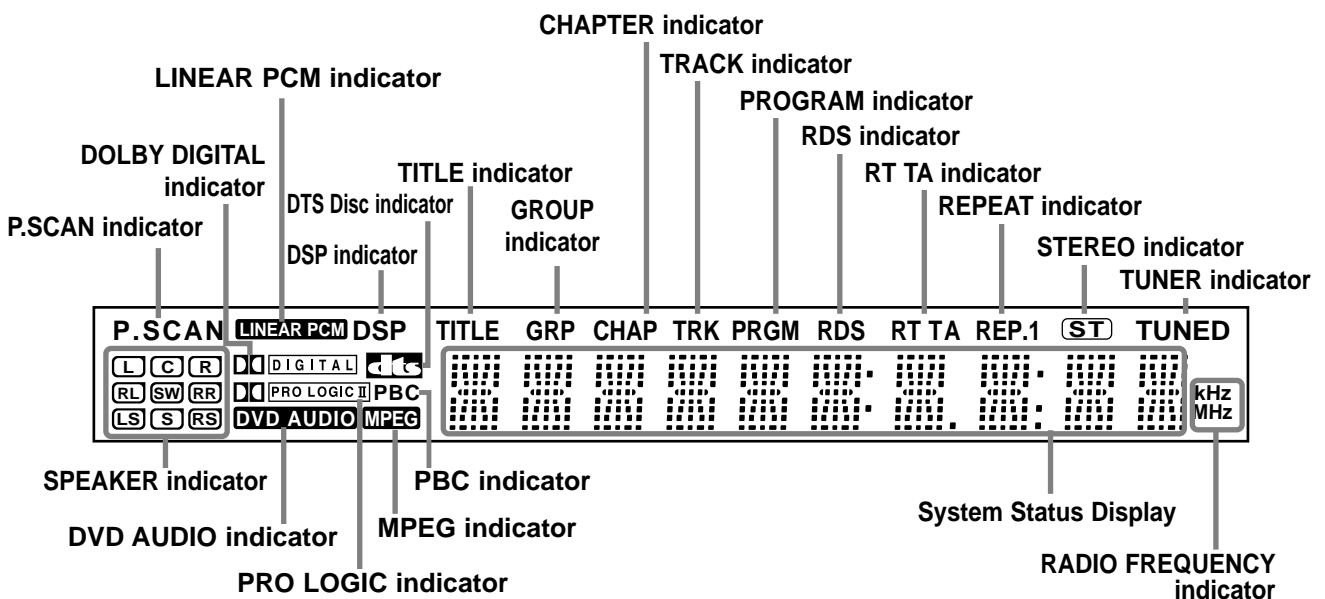 CHAPTER indicator
LINEAR PCM indicator
TRACK indicator
PROGRAM indicator
RDS indicator
DOLBY DIGITAL
indicator
TITLE indicator
RT TA indicator
DTS Disc indicator
GROUP
indicator
REPEAT indicator
P.SCAN indicator
DSP indicator
STEREO indicator
TUNER indicator
P.SCAN LINEAR PCM DSP TITLE GRP CHAP TRK PRGM RDS RT TA REP.1 ST TUNED
L C R DIGITAL dts
RL SW RR PRO LOGIC II PBC kHz
LS S RS DVD AUDIO MPEG MHz
SPEAKER indicator
PBC indicator
System Status Display
DVD AUDIO indicator
MPEG indicator
PRO LOGIC indicator
RADIO FREQUENCY
indicator